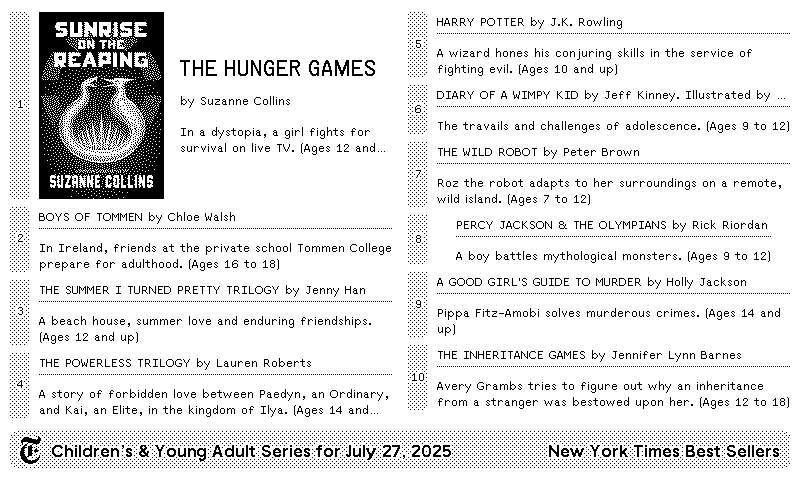 1
SUNRISE
ON THE
REAPING
SUZANNE COLLINS
THE HUNGER GAMES
by Suzanne Collins
In a dystopia, a girl fights for
survival on live TV. (Ages 12 and...
2
BOYS OF TOMMEN by Chloe Walsh
In Ireland, friends at the private school Tommen College
prepare for adulthood. (Ages 16 to 18)
3
THE SUMMER I TURNED PRETTY TRILOGY by Jenny Han
A beach house, summer love and enduring friendships.
(Ages 12 and up)
4
THE POWERLESS TRILOGY by Lauren Roberts
A story of forbidden love between Paedyn, an Ordinary,
and Kai, an Elite, in the kingdom of Ilya. (Ages 14 and...
5
HARRY POTTER by J.K. Rowling
A wizard hones his conjuring skills in the service of
fighting evil. (Ages 10 and up)
6
DIARY OF A WIMPY KID by Jeff Kinney. Illustrated by ...
The travails and challenges of adolescence. (Ages 9 to 12)
7
THE WILD ROBOT by Peter Brown
Roz the robot adapts to her surroundings on a remote,
wild island. (Ages 7 to 12)
8
PERCY JACKSON & THE OLYMPIANS by Rick Riordan
A boy battles mythological monsters. (Ages 9 to 12)
9
A GOOD GIRL'S GUIDE TO MURDER by Holly Jackson
Pippa Fitz-Amobi solves murderous crimes. (Ages 14 and
up)
10
THE INHERITANCE GAMES by Jennifer Lynn Barnes
Avery Grambs tries to figure out why an inheritance
from a stranger was bestowed upon her. (Ages 12 to 18)
T Children's & Young Adult Series for July 27, 2025
New York Times Best Sellers